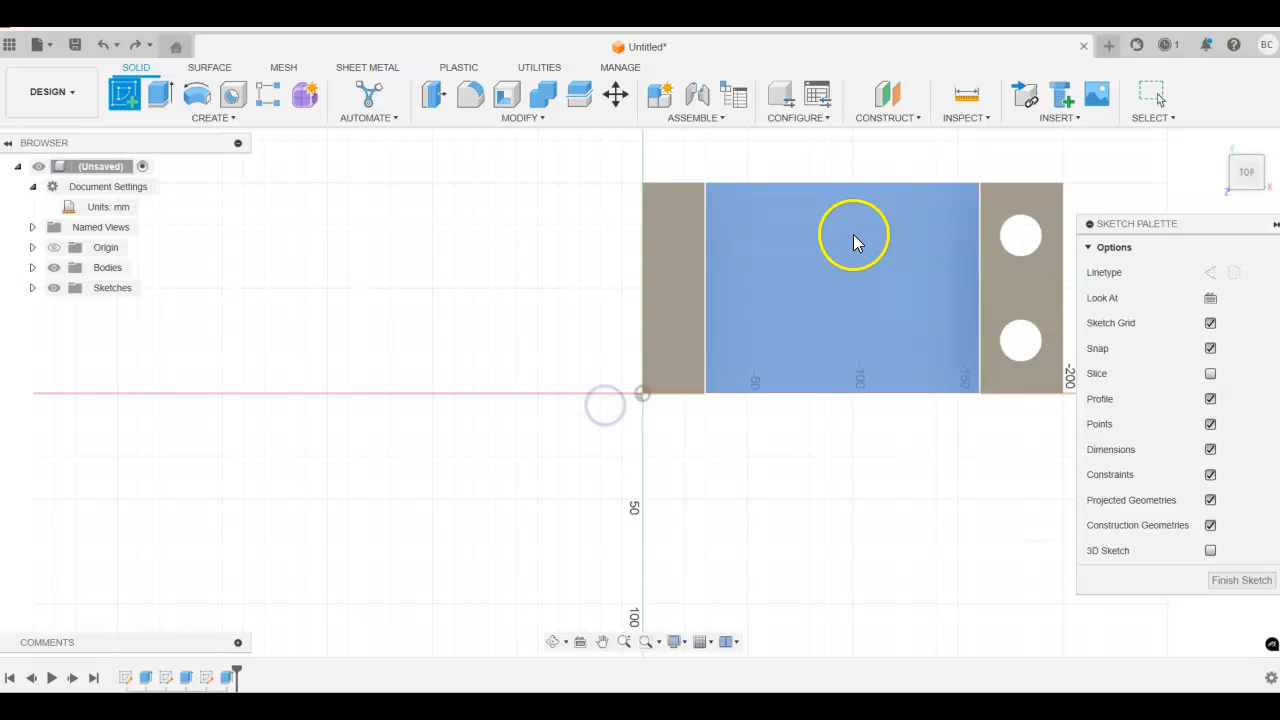 Untitled*
1
BC
SOLID
SURFACE
MESH
SHEET METAL
PLASTIC
UTILITIES
MANAGE
DESIGN
CREATE
AUTOMATE
MODIFY
ASSEMBLE
CONFIGURE
CONSTRUCT
INSPECT
INSERT
SELECT
BROWSER
(Unsaved)
Document Settings
Units: mm
Named Views
Origin
Bodies
Sketches
TOP
Y
X
Z
SKETCH PALETTE
Options
Linetype
Look At
Sketch Grid
Snap
Slice
Profile
Points
Dimensions
Constraints
Projected Geometries
Construction Geometries
3D Sketch
Finish Sketch
-50
-100
-150
-200
50
100
COMMENTS